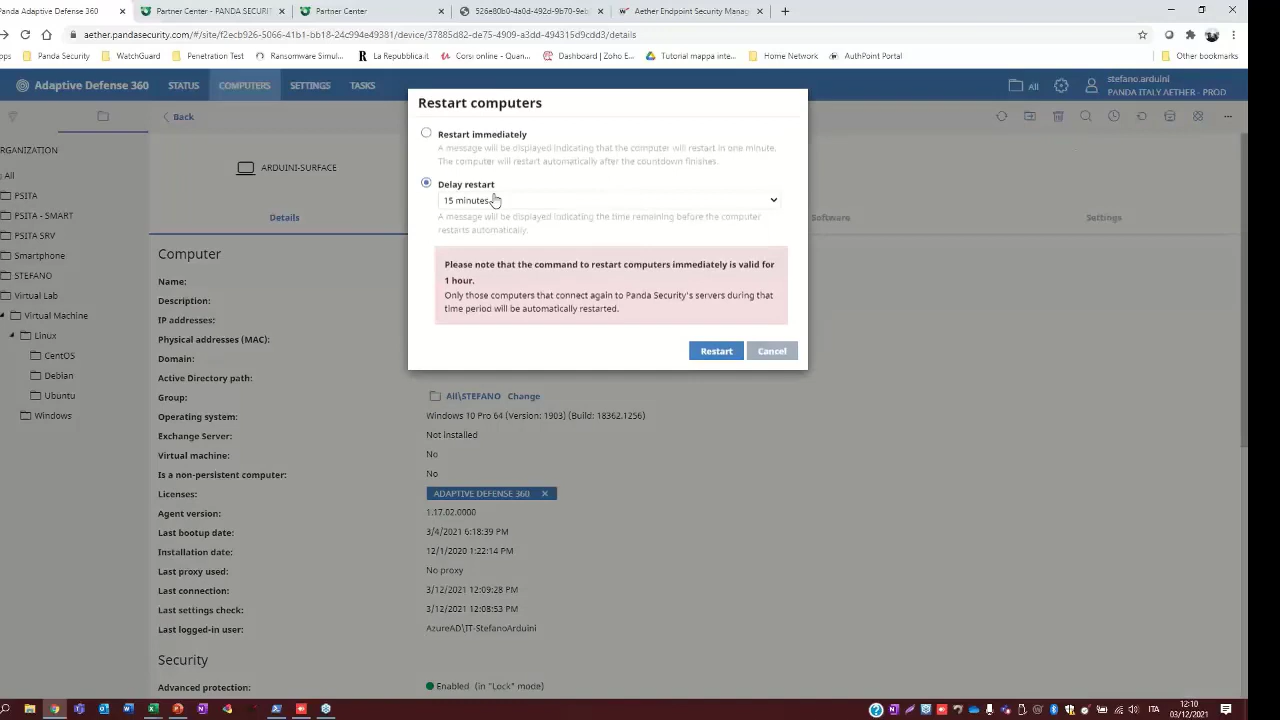 Panda Adaptive Defense 360
Partner Center - PANDA SECURIT
Partner Center
526e80b0-4a0d-492d-9b70-9eb
Aether Endpoint Security Manag
aether.pandasecurity.com/f2ecb926-5066-41b1-bb18-24c994e49381/device/37885d82-de75-4909-a3dd-494315d9cdd3/details
Panda Security
WatchGuard
Penetration Test
Ransomware Simu...
La Repubblica.it
Corsi online - Quan...
Dashboard | Zoho E...
Tutorial mappa inte...
Home Network
AuthPoint Portal
Adaptive Defense 360
STATUS
COMPUTERS
SETTINGS
TASKS
All
stefano.arduini
PANDA ITALY AETHER - PROD
Back
ORGANIZATION
All
PSITA
PSITA - SMART
PSITA SRV
Smartphone
STEFANO
Virtual Lab
Virtual Machine
Linux
CentOS
Debian
Ubuntu
Windows
ARDUINI-SURFACE
Details
Software
Settings
Restart computers
Restart immediately
A message will be displayed indicating that the computer will restart in one minute.
The computer will restart automatically after the countdown finishes.
Delay restart
15 minutes
A message will be displayed indicating the time remaining before the computer
restarts automatically.
Please note that the command to restart computers immediately is valid for
1 hour.
Only those computers that connect again to Panda Security's servers during that
time period will be automatically restarted.
Restart
Cancel
Computer
Name:
Description:
IP addresses:
Physical addresses (MAC):
Domain:
Active Directory path:
Group:
All\STEFANO Change
Operating system:
Windows 10 Pro 64 (Version: 1903) (Build: 18362.1256)
Exchange Server:
Not installed
Virtual machine:
No
Is a non-persistent computer:
No
Licenses:
ADAPTIVE DEFENSE 360
Agent version:
1.17.02.0000
Last bootup date:
3/4/2021 6:18:39 PM
Installation date:
12/1/2020 1:22:14 PM
Last proxy used:
No proxy
Last connection:
3/12/2021 12:09:28 PM
Last settings check:
3/12/2021 12:08:53 PM
Last logged-in user:
AzureAD\IT-StefanoArduini
Security
Advanced protection:
Enabled (in "Lock" mode)
ITA
12:10
03/12/2021